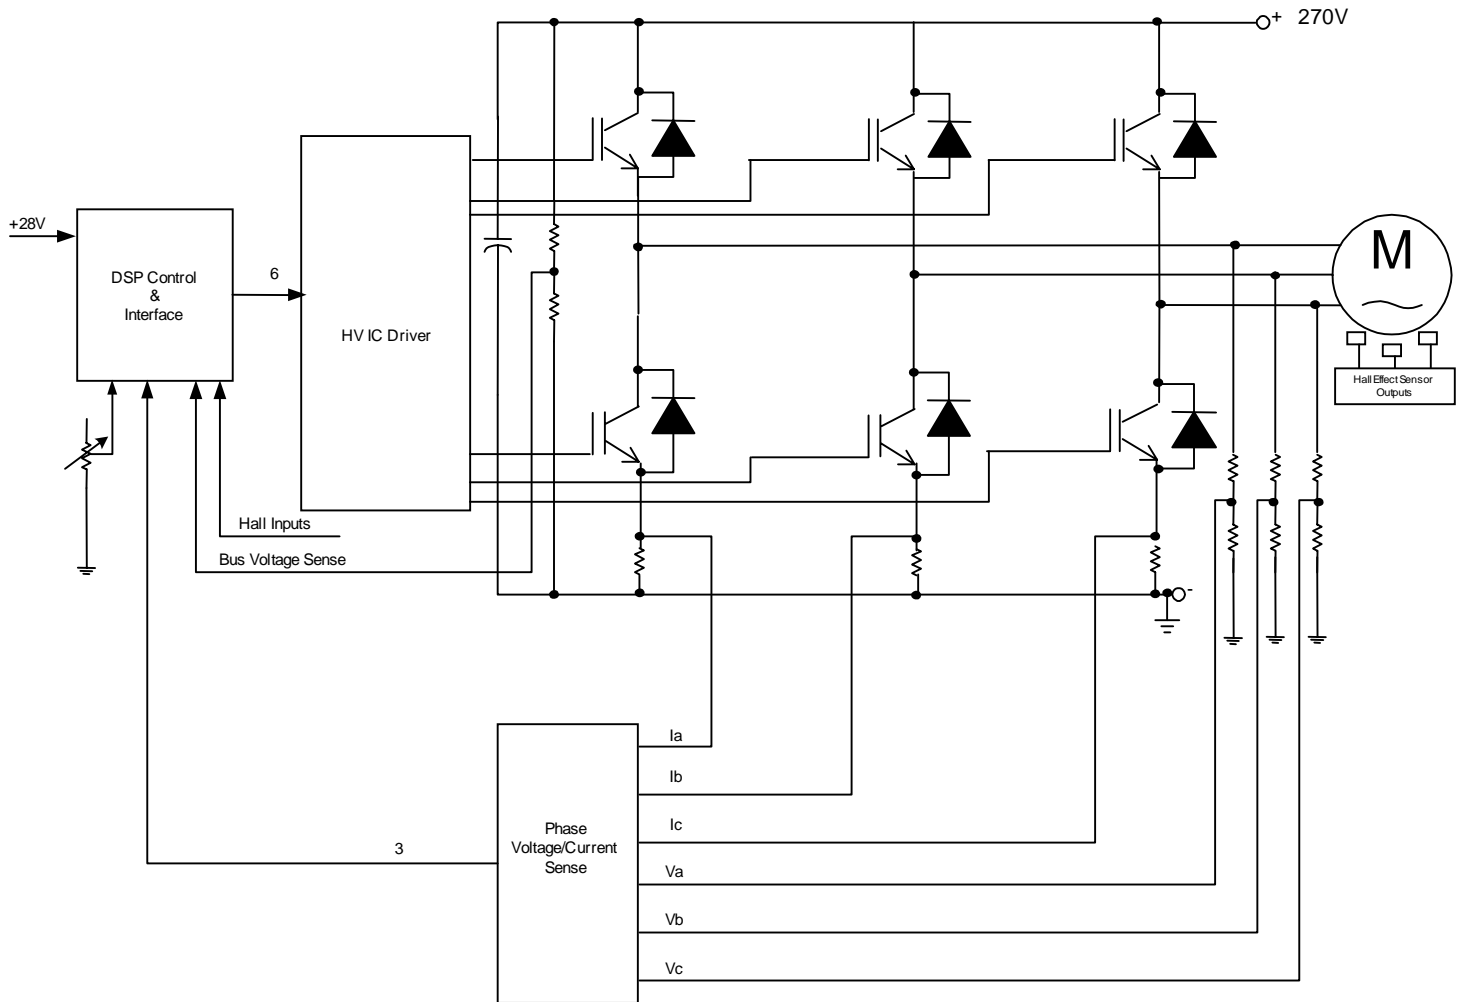 + 270V
+28V
DSP Control
&
Interface
6
HV IC Driver
M
Hall Effect Sensor
Outputs
Hall Inputs
Bus Voltage Sense
-
Ia
Ib
Ic
Phase
Voltage/Current
Sense
3
Va
Vb
Vc